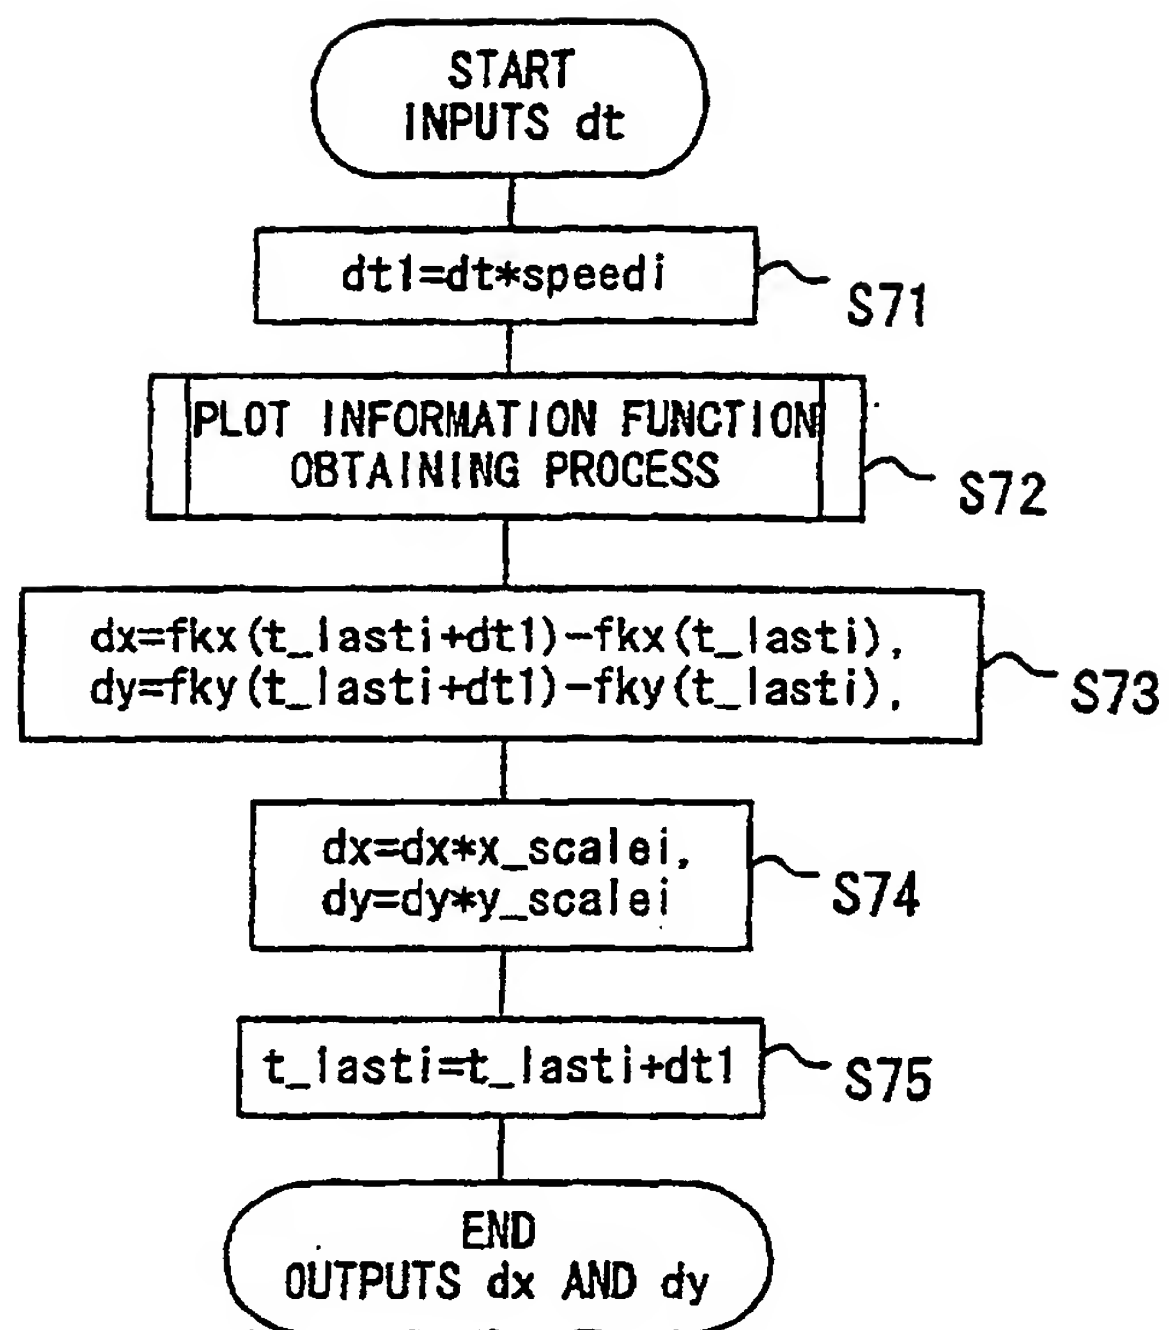 START
INPUTS dt
dt1=dt*speedi
S71
PLOT INFORMATION FUNCTION
OBTAINING PROCESS
S72
dx=fkx(t_lasti+dt1)-fkx(t_lasti),
dy=fky(t_lasti+dt1)-fky(t_lasti),
S73
dx=dx*x_scalei,
dy=dy*y_scalei
S74
t_lasti=t_lasti+dt1
S75
END
OUTPUTS dx AND dy